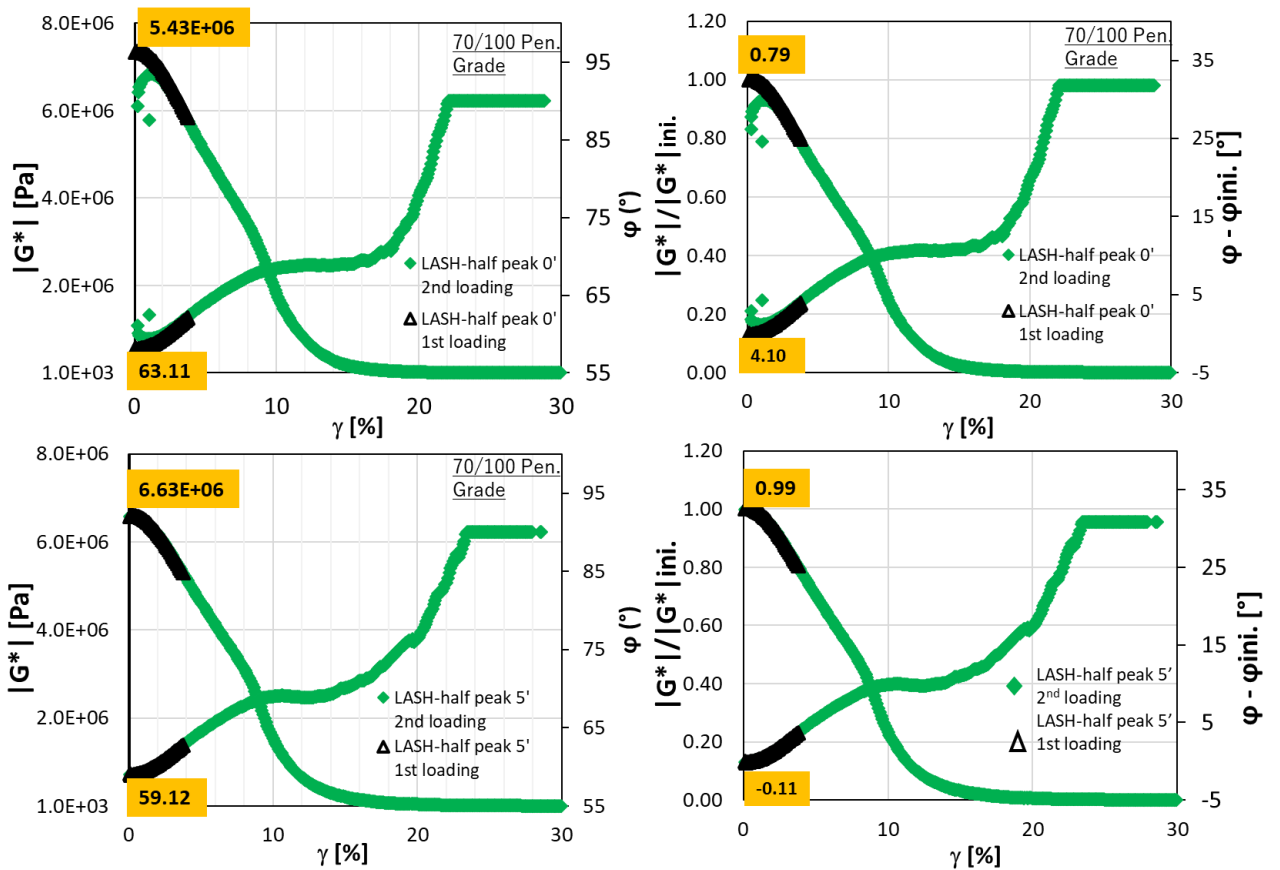 8.0E+06
6.0E+06
4.0E+06
2.0E+06
1.0E+03
|G*| [Pa]
5.43E+06
63.11
70/100 Pen.
Grade
LASH-half peak 0'
2nd loading
LASH-half peak 0'
1st loading
95
85
75
65
55
φ (°)
0
10
20
30
γ [%]
1.20
1.00
0.80
0.60
0.40
0.20
0.00
|G*|/|G*|ini.
0.79
4.10
70/100 Pen.
Grade
LASH-half peak 0'
2nd loading
LASH-half peak 0'
1st loading
35
25
15
5
-5
φ - φini. [°]
0
10
20
30
γ [%]
8.0E+06
6.0E+06
4.0E+06
2.0E+06
1.0E+03
|G*| [Pa]
6.63E+06
59.12
70/100 Pen.
Grade
LASH-half peak 5'
2nd loading
LASH-half peak 5'
1st loading
95
85
75
65
55
φ (°)
0
10
20
30
γ [%]
1.20
1.00
0.80
0.60
0.40
0.20
0.00
|G*|/|G*|ini.
0.99
-0.11
LASH-half peak 5′
2nd loading
LASH-half peak 5′
1st loading
35
25
15
5
-5
φ - φini. [°]
0
10
20
30
γ [%]